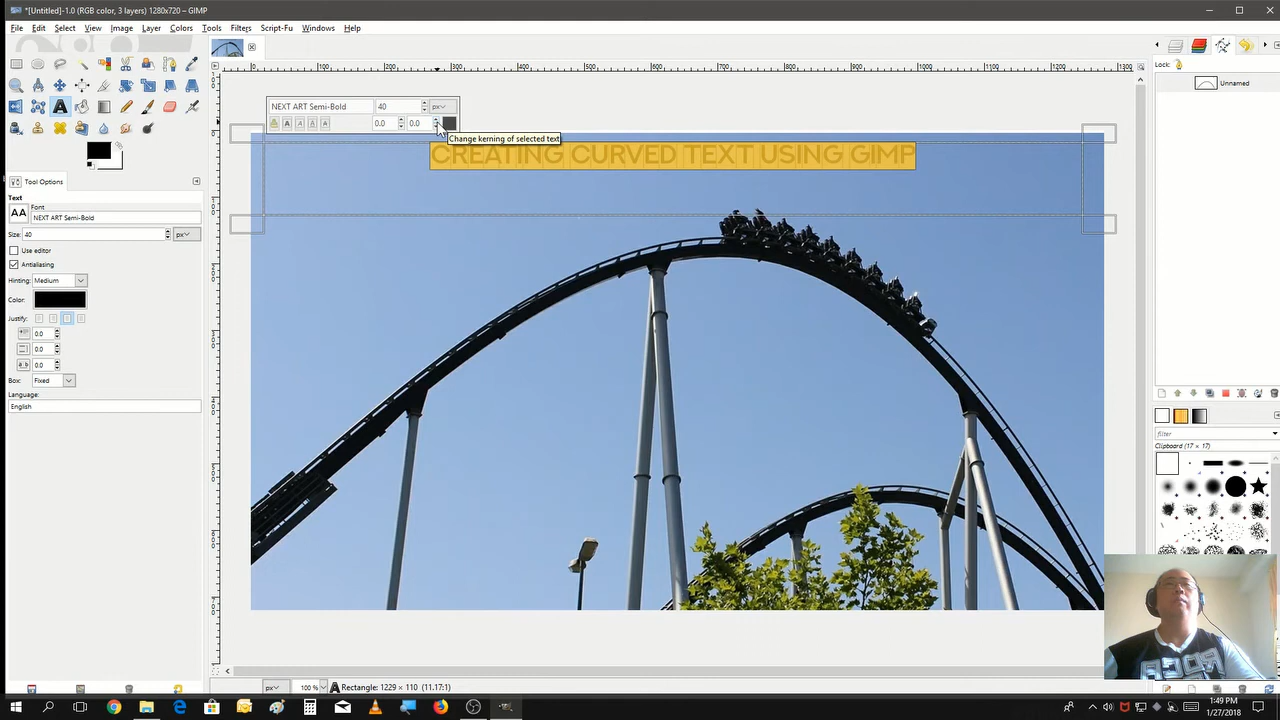 *[Untitled]-1.0 (RGB color, 3 layers) 1280x720 – GIMP
File Edit Select View Image Layer Colors Tools Filters Script-Fu Windows Help
Lock:
Unnamed
NEXT ART Semi-Bold 40 px
0.0 0.0
Change kerning of selected text
CREATING CURVED TEXT USING GIMP
Tool Options
Text
Font
NEXT ART Semi-Bold
Size: 40 px
Use editor
Antialiasing
Hinting: Medium
Color:
Justify:
0.0
0.0
0.0
Box: Fixed
Language:
English
filter
Clipboard (17 × 17)
px 100 % Rectangle: 1229 × 110 (11.17:1)
1:49 PM
1/27/2018